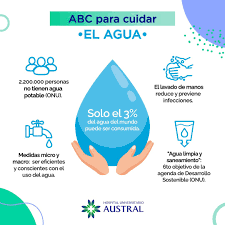 ABC para cuidar
EL AGUA
2.200.000 personas
no tienen agua
potable (ONU).
El lavado de manos
reduce y previene
infecciones.
Solo el 3%
del agua del mundo
puede ser consumida.
Medidas micro y
macro: ser eficientes
y conscientes con el
uso del agua.
"Agua limpia y
saneamiento":
6to objetivo de la
agenda de Desarrollo
Sostenible (ONU).
HOSPITAL UNIVERSITARIO
AUSTRAL